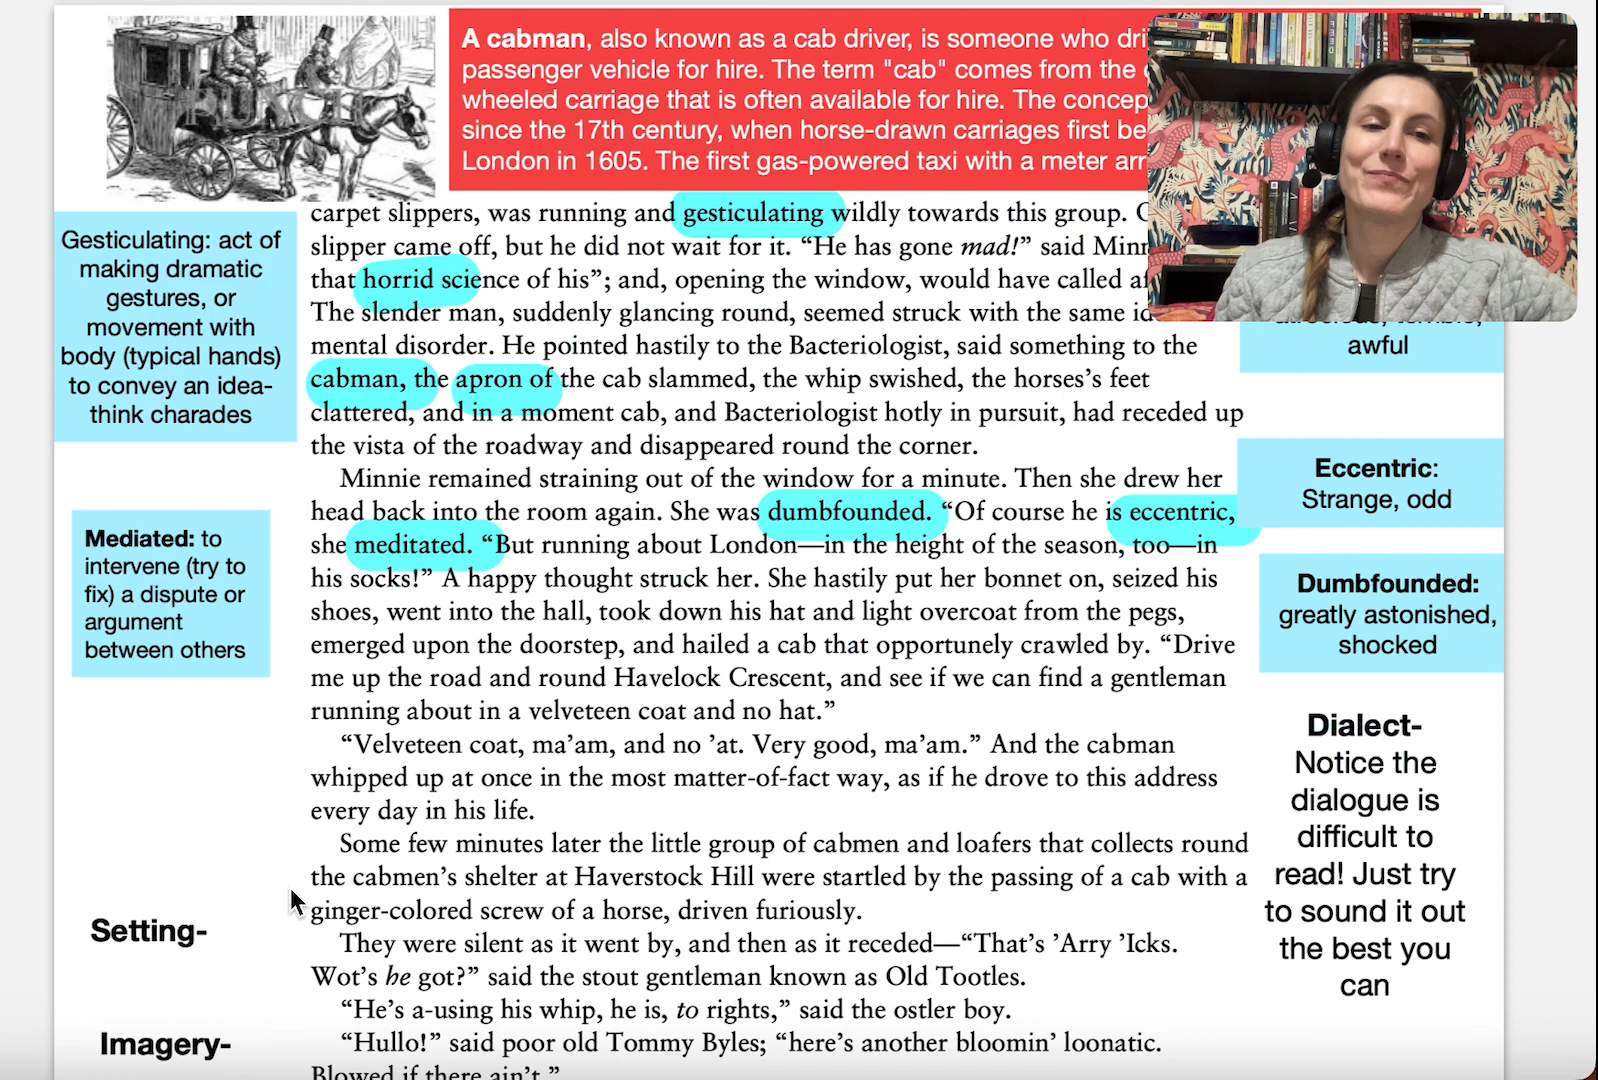 A cabman, also known as a cab driver, is someone who
passenger vehicle for hire. The term "cab" comes from the
wheeled carriage that is often available for hire. The
since the 17th century, when horse-drawn carriages first
London in 1605. The first gas-powered taxi with a meter
carpet slippers, was running and gesticulating wildly towards this group.
slipper came off, but he did not wait for it. “He has gone mad!” said
that horrid science of his”; and, opening the window, would have called
The slender man, suddenly glancing round, seemed struck with the same
mental disorder. He pointed hastily to the Bacteriologist, said something to the
cabman, the apron of the cab slammed, the whip swished, the horses’s feet
clattered, and in a moment cab, and Bacteriologist hotly in pursuit, had receded up
the vista of the roadway and disappeared round the corner.
Minnie remained straining out of the window for a minute. Then she drew her
head back into the room again. She was dumbfounded. “Of course he is eccentric,
she meditated. “But running about London—in the height of the season, too—in
his socks!” A happy thought struck her. She hastily put her bonnet on, seized his
shoes, went into the hall, took down his hat and light overcoat from the pegs,
emerged upon the doorstep, and hailed a cab that opportunely crawled by. “Drive
me up the road and round Havelock Crescent, and see if we can find a gentleman
running about in a velveteen coat and no hat.”
“Velveteen coat, ma’am, and no ’at. Very good, ma’am.” And the cabman
whipped up at once in the most matter-of-fact way, as if he drove to this address
every day in his life.
Some few minutes later the little group of cabmen and loafers that collects round
the cabmen’s shelter at Haverstock Hill were startled by the passing of a cab with a
ginger-colored screw of a horse, driven furiously.
They were silent as it went by, and then as it receded—“That’s ’Arry ’Icks.
Wot’s he got?” said the stout gentleman known as Old Tootles.
“He’s a-using his whip, he is, to rights,” said the ostler boy.
“Hullo!” said poor old Tommy Byles; “here’s another bloomin’ loonatic.
Blowed if there ain’t.”
Gesticulating: act of
making dramatic
gestures, or
movement with
body (typical hands)
to convey an idea-
think charades
Mediated: to
intervene (try to
fix) a dispute or
argument
between others
Setting-
Imagery-
awful
Eccentric:
Strange, odd
Dumbfounded:
greatly astonished,
shocked
Dialect-
Notice the
dialogue is
difficult to
read! Just try
to sound it out
the best you
can